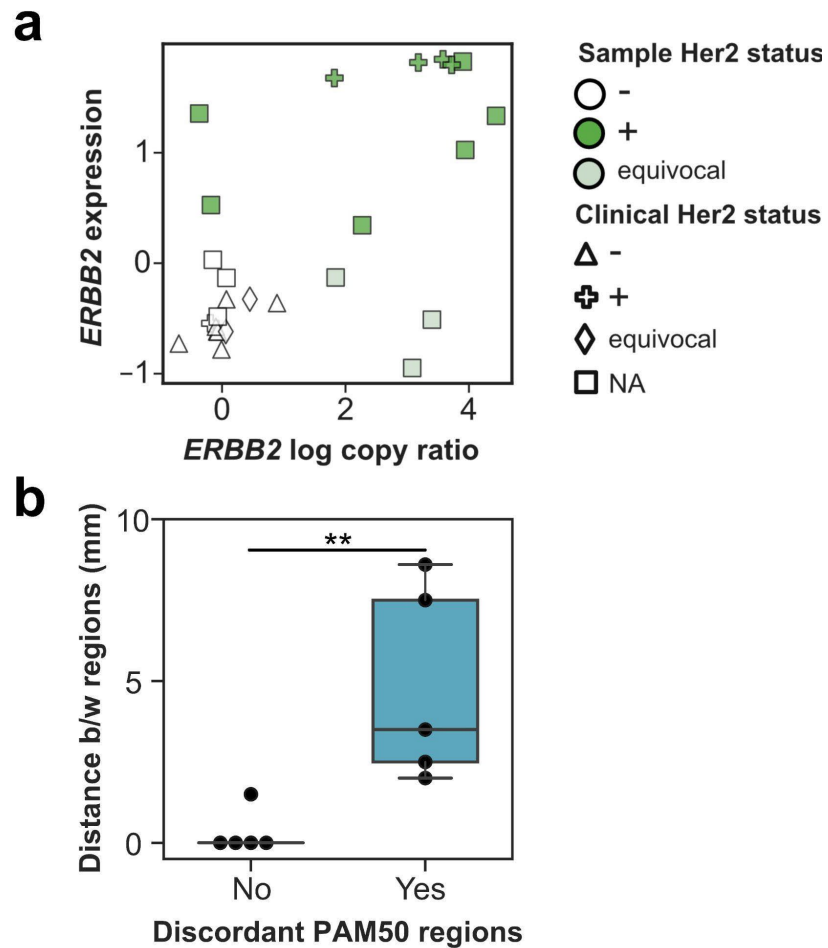 a
ERBB2 expression
1
0
−1
0 2 4
ERBB2 log copy ratio
Sample Her2 status
-
+
equivocal
Clinical Her2 status
-
+
equivocal
NA
b
Distance b/w regions (mm)
10
5
0
**
No Yes
Discordant PAM50 regions